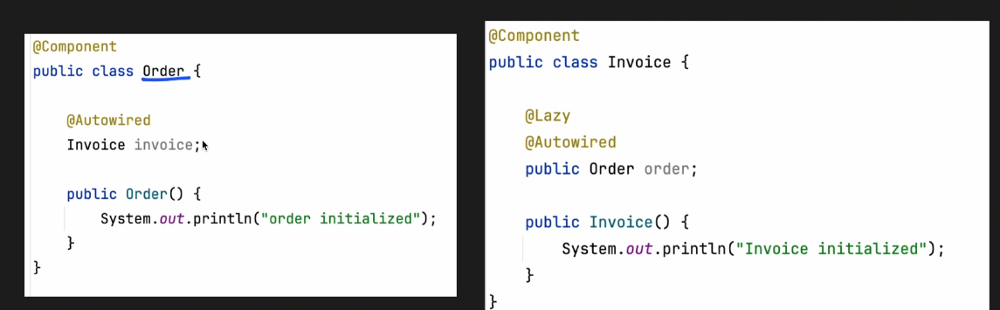 @Component
public class Order {
@Autowired
Invoice invoice;
public Order() {
System.out.println("order initialized");
}
}
@Component
public class Invoice {
@Lazy
@Autowired
public Order order;
public Invoice() {
System.out.println("Invoice initialized");
}
}